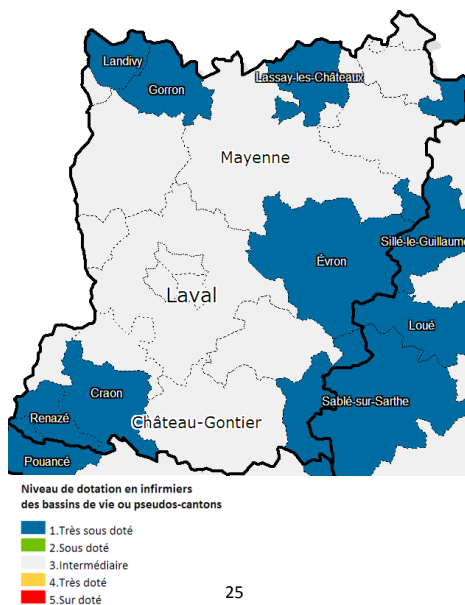 Landivy
Gorron
Lassay-les-Châteaux
Mayenne
Sillé-le-Guillaume
Évron
Laval
Loué
Craon
Sablé-sur-Sarthe
Renazé
Château-Gontier
Pouancé
Niveau de dotation en infirmiers
des bassins de vie ou pseudos-cantons
1.Très sous doté
2.Sous doté
3.Intermédiaire
4.Très doté
5.Sur doté
25